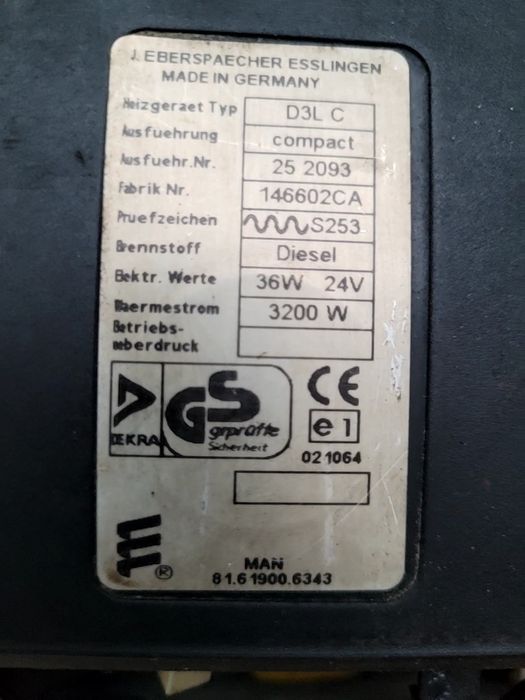 J. EBERSPAECHER ESSLINGEN
MADE IN GERMANY
Heizgeraet Typ D3L C
Ausfuehrung compact
Ausfuehr.Nr. 25 2093
Fabrik Nr. 146602CA
Pruefzeichen S253
Brennstoff Diesel
Elektr. Werte 36W 24V
Waermestrom 3200 W
Betriebs-
ueberdruck
DEKRA
GS
geprüfte
Sicherheit
CE
e1
021064
MAN
81.61900.6343